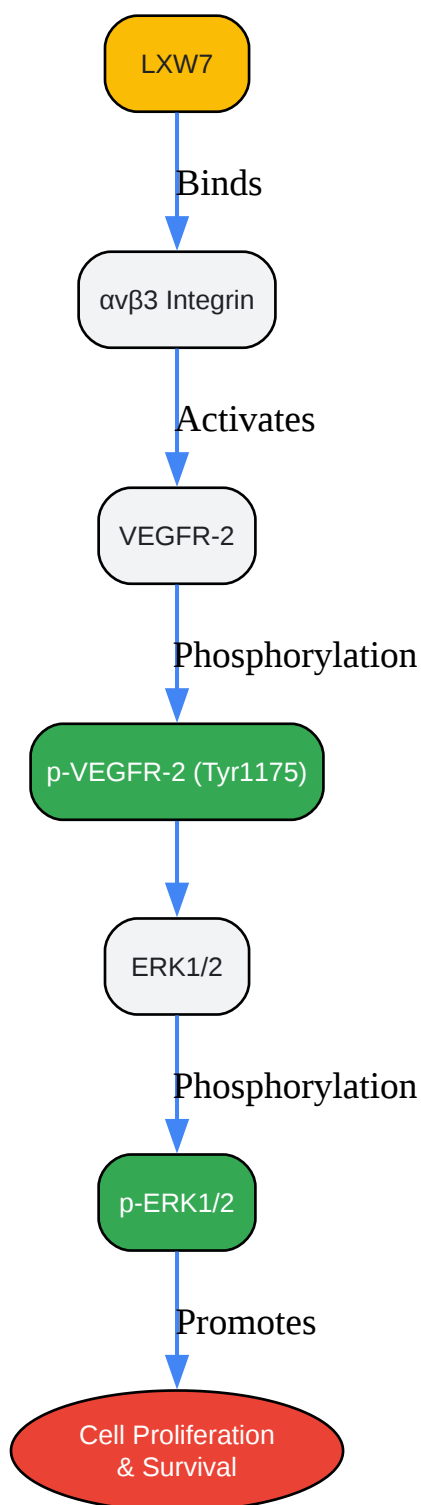 LXW7
Binds
αvβ3 Integrin
Activates
VEGFR-2
Phosphorylation
p-VEGFR-2 (Tyr1175)
ERK1/2
Phosphorylation
p-ERK1/2
Promotes
Cell Proliferation
& Survival